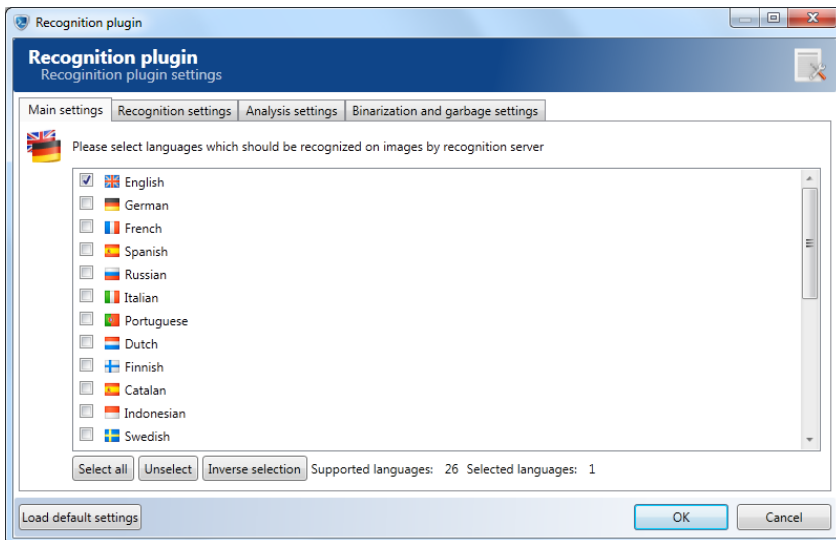 Recognition plugin
Recognition plugin
Recoginition plugin settings
Main settings Recognition settings Analysis settings Binarization and garbage settings
Please select languages which should be recognized on images by recognition server
English
German
French
Spanish
Russian
Italian
Portuguese
Dutch
Finnish
Catalan
Indonesian
Swedish
Select all Unselect Inverse selection Supported languages: 26 Selected languages: 1
Load default settings OK Cancel